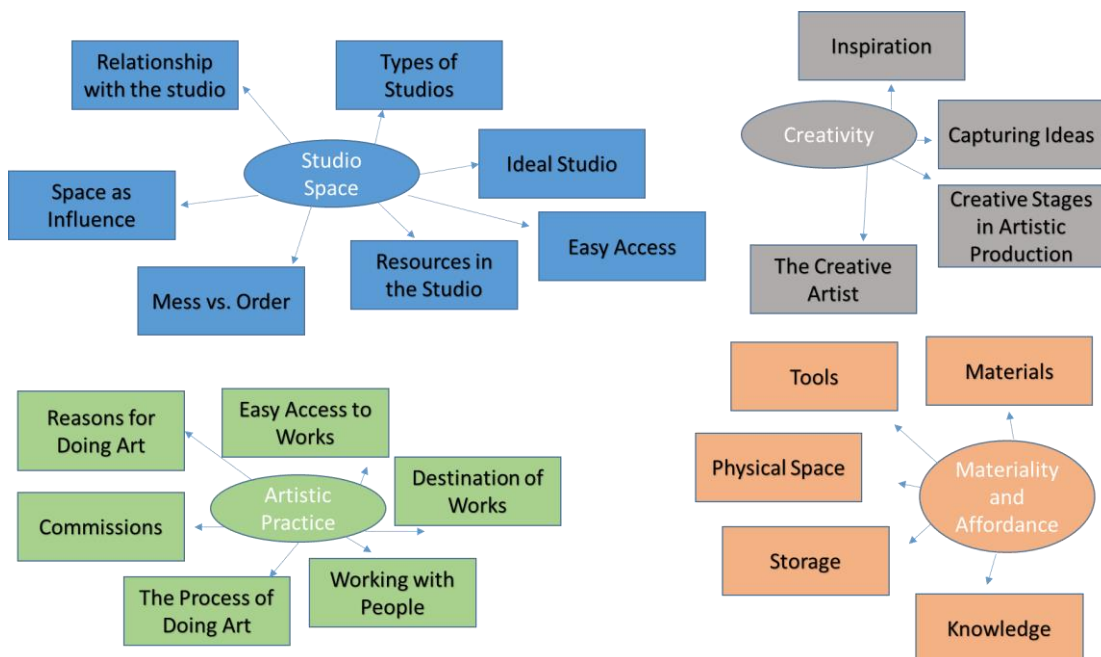 Relationship
with the studio
Types of
Studios
Studio
Space
Ideal Studio
Space as
Influence
Easy Access
Mess vs. Order
Resources in
the Studio
Inspiration
Creativity
Capturing Ideas
Creative Stages
in Artistic
Production
The Creative
Artist
Reasons for
Doing Art
Easy Access to
Works
Artistic
Practice
Destination of
Works
Commissions
The Process of
Doing Art
Working with
People
Tools
Materials
Physical Space
Materiality
and
Affordance
Storage
Knowledge